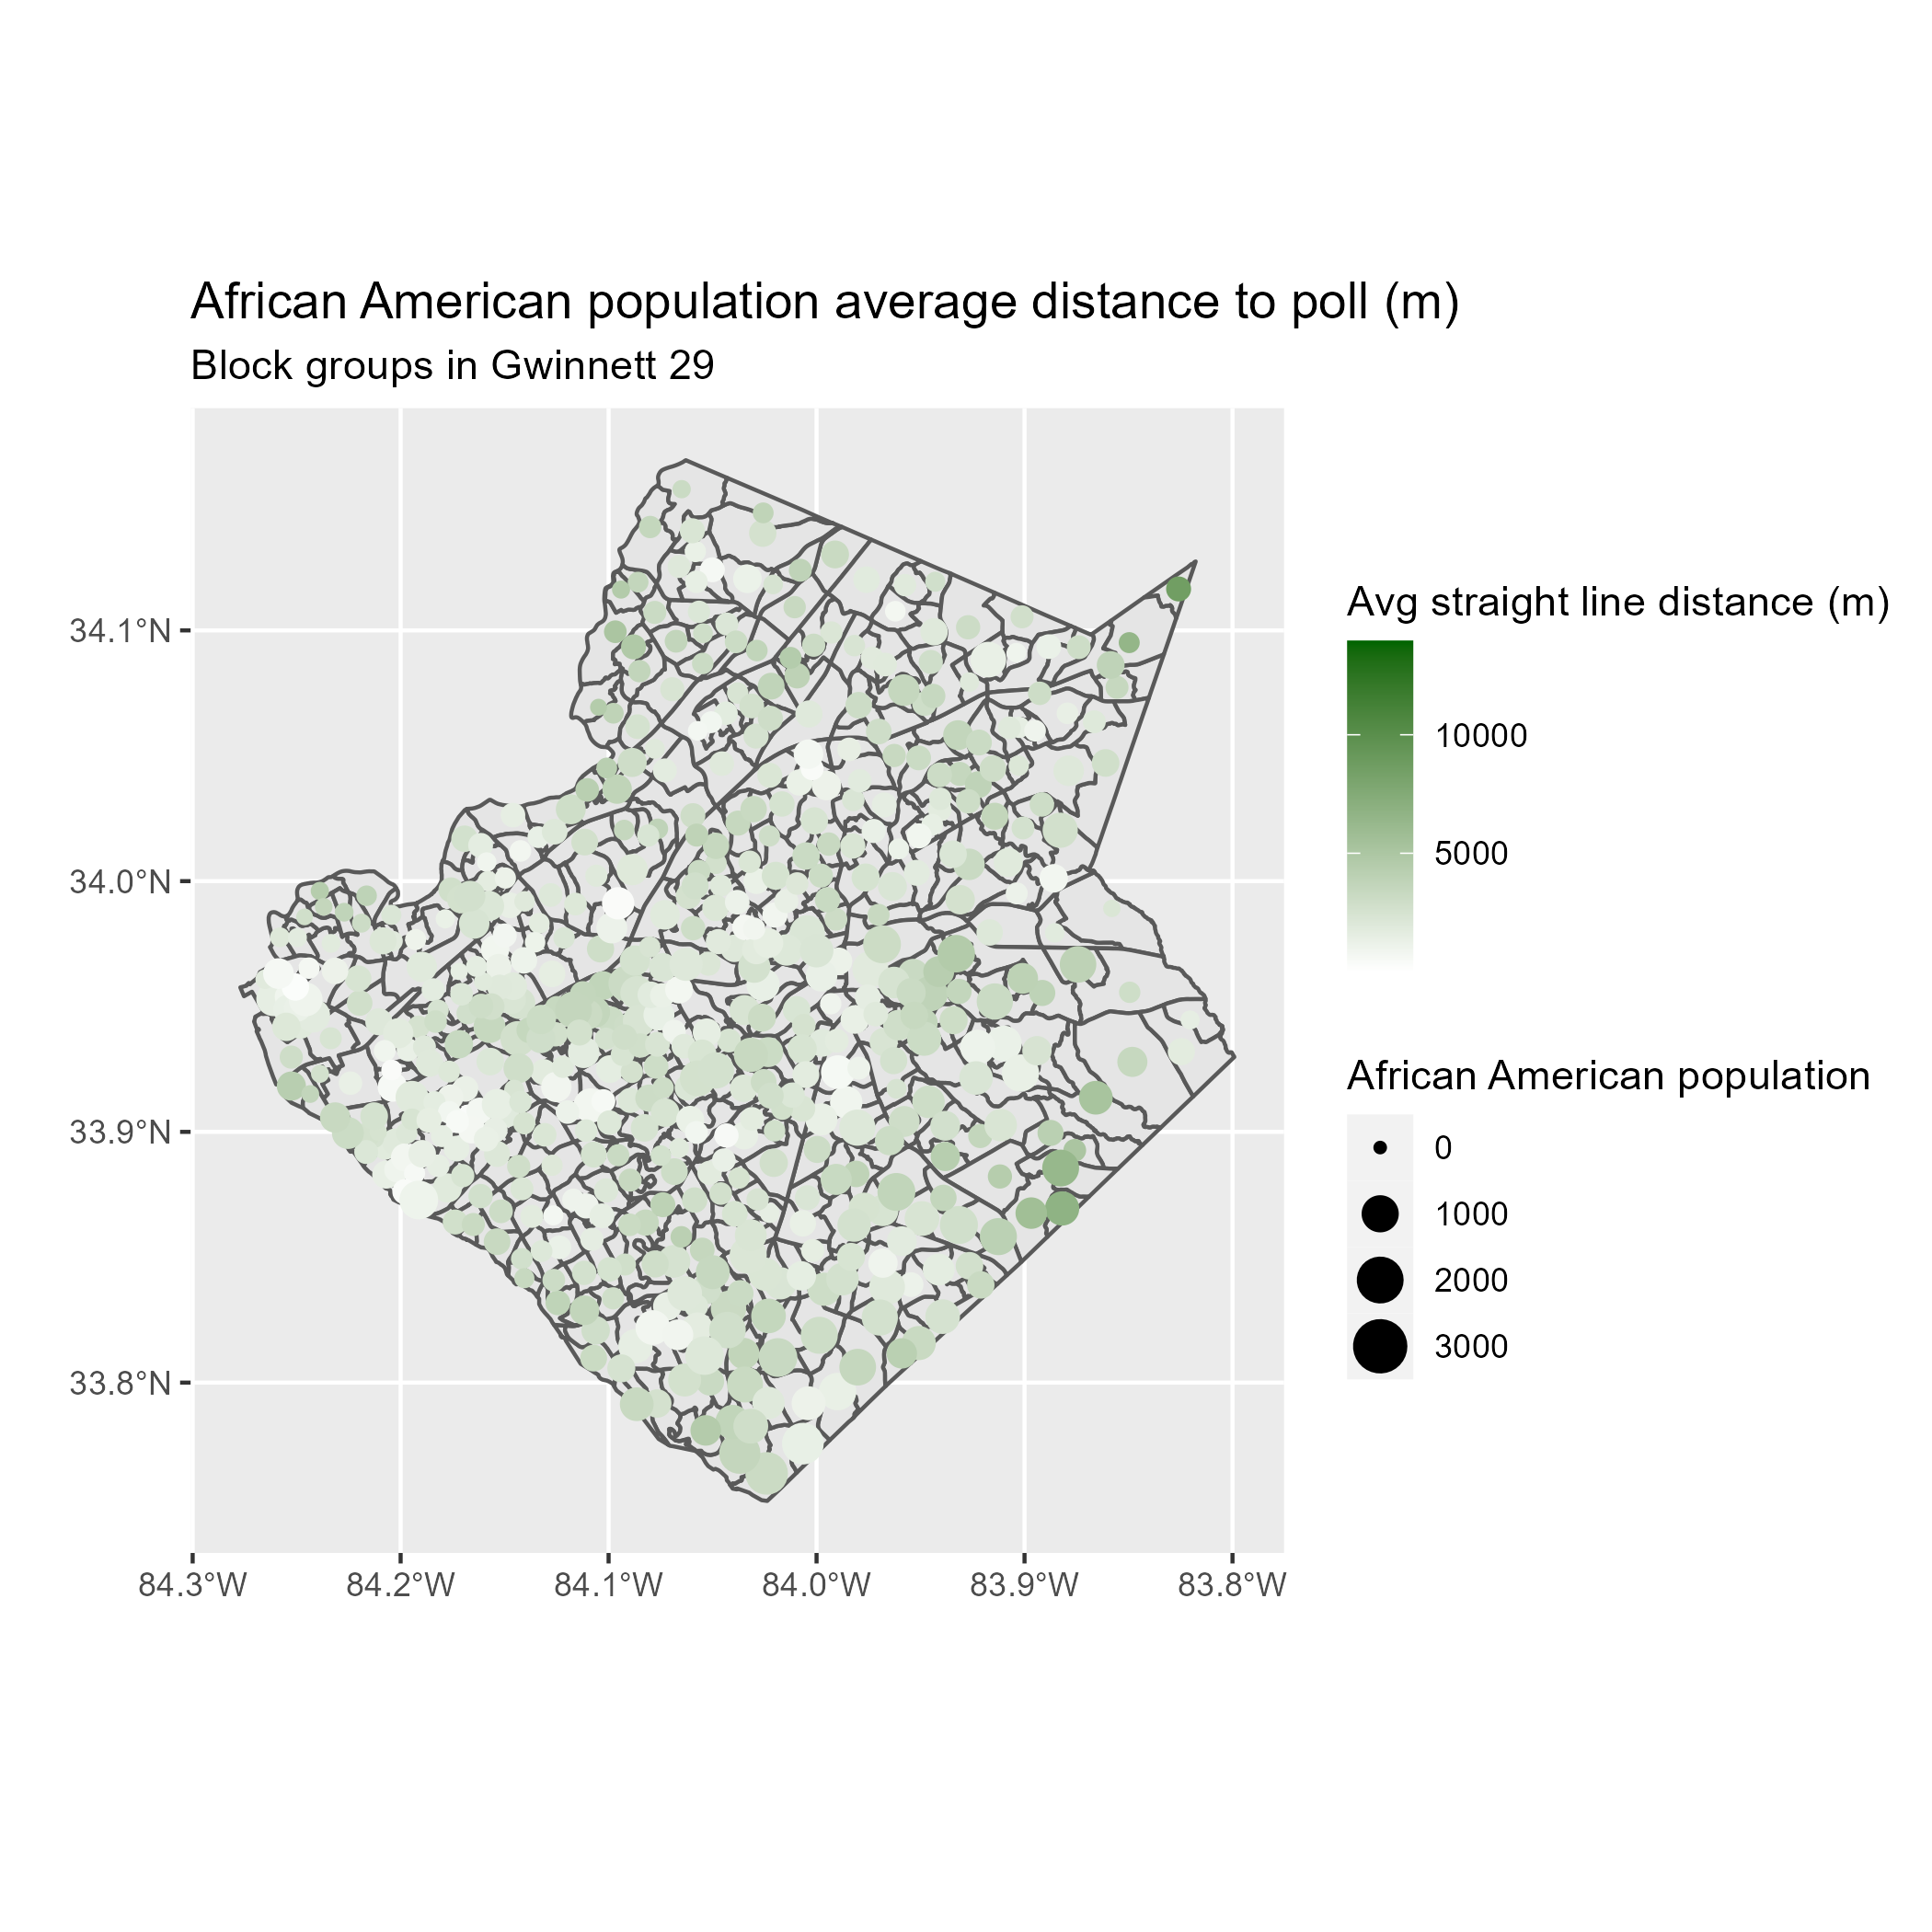 African American population average distance to poll (m)
Block groups in Gwinnett 29
34.1°N
34.0°N
33.9°N
33.8°N
84.3°W
84.2°W
84.1°W
84.0°W
83.9°W
83.8°W
Avg straight line distance (m)
10000
5000
African American population
0
1000
2000
3000